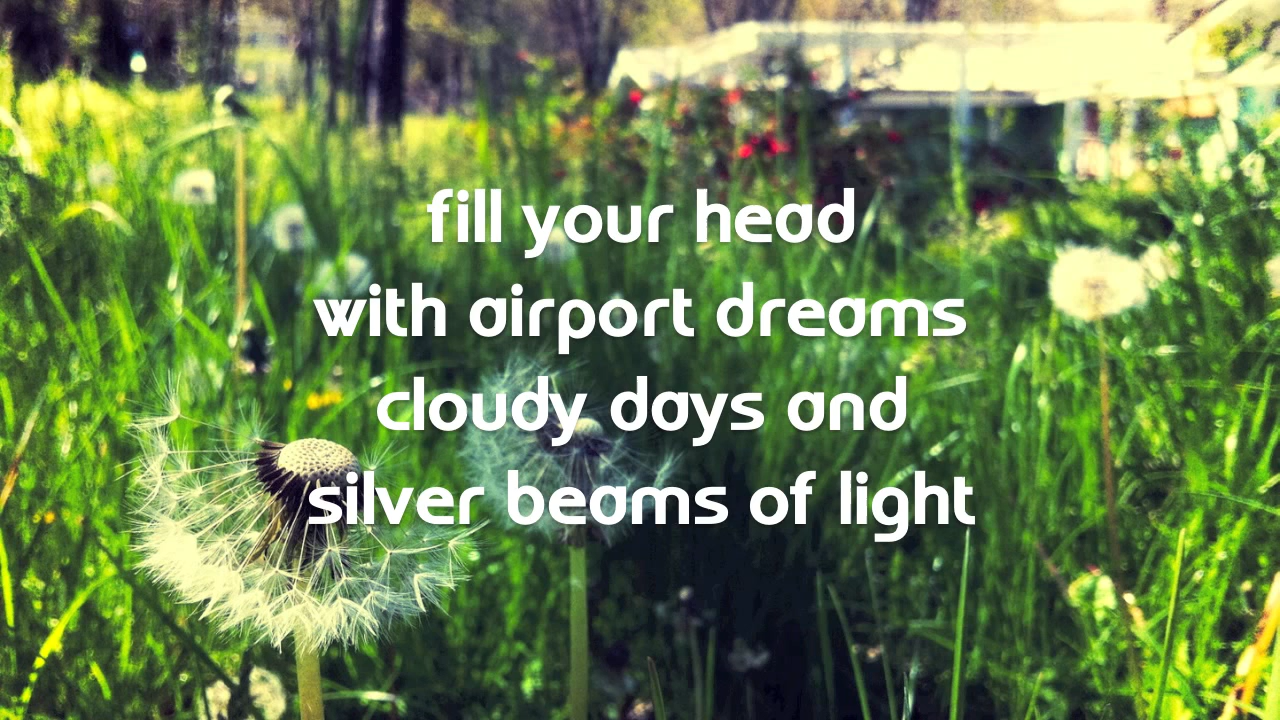 fill your head
with airport dreams
cloudy days and
silver beams of light